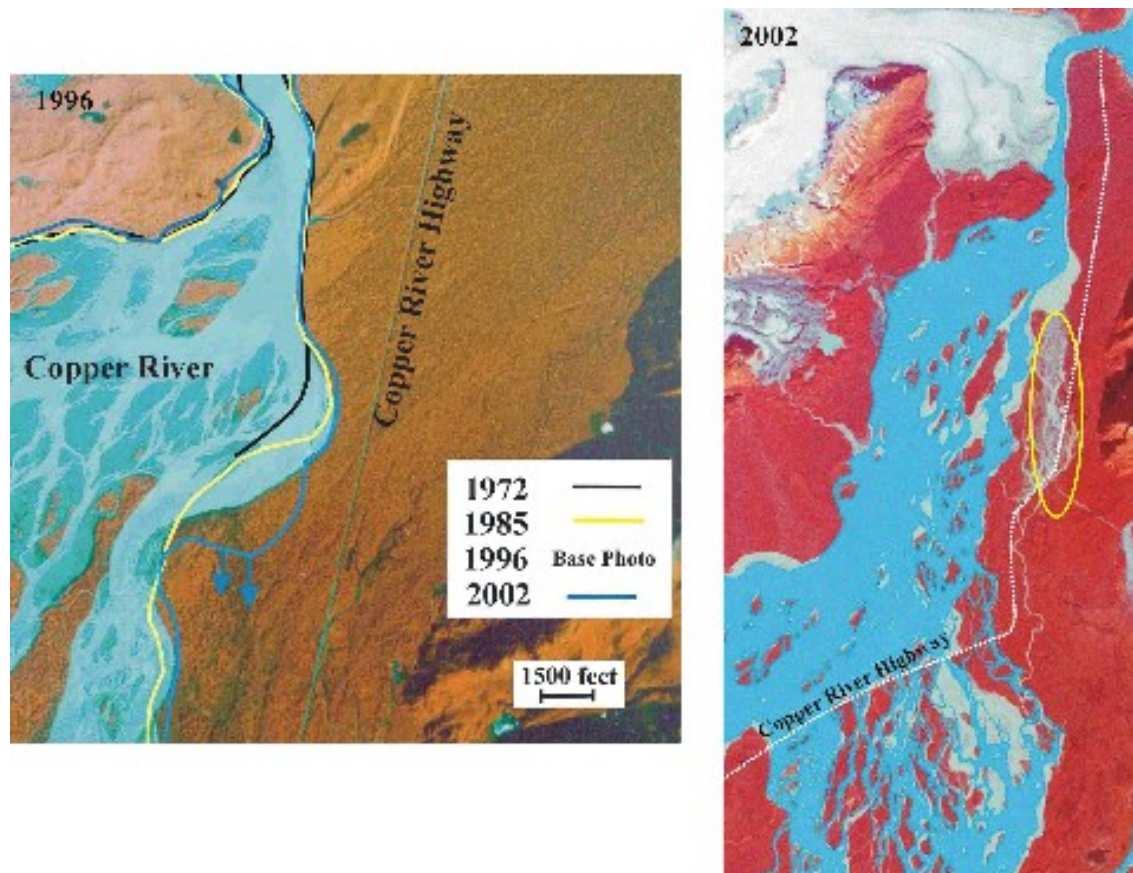 1996
Copper River Highway
Copper River
1972
1985
1996 Base Photo
2002
1500 feet
2002
Copper River Highway